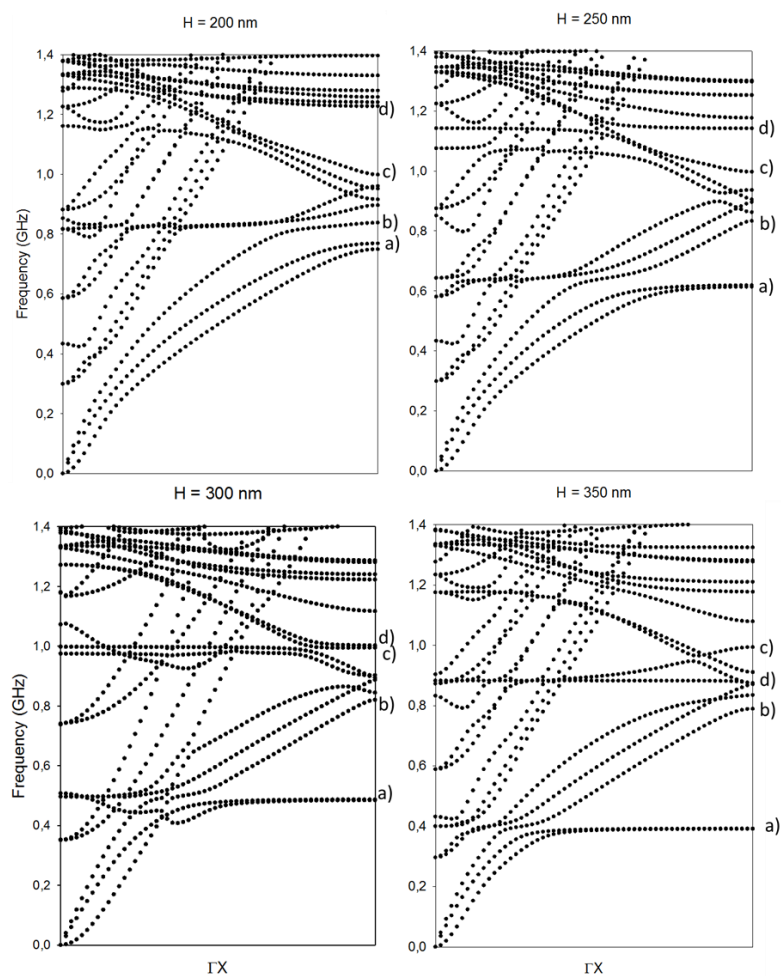 H = 200 nm
H = 250 nm
Frequency (GHz)
1,4
1,2
1,0
0,8
0,6
0,4
0,2
0,0
d)
c)
b)
a)
Frequency (GHz)
1,4
1,2
1,0
0,8
0,6
0,4
0,2
0,0
d)
c)
b)
a)
H = 300 nm
H = 350 nm
Frequency (GHz)
1,4
1,2
1,0
0,8
0,6
0,4
0,2
0,0
d)
c)
b)
a)
ΓX
Frequency (GHz)
1,4
1,2
1,0
0,8
0,6
0,4
0,2
0,0
c)
d)
b)
a)
ΓX